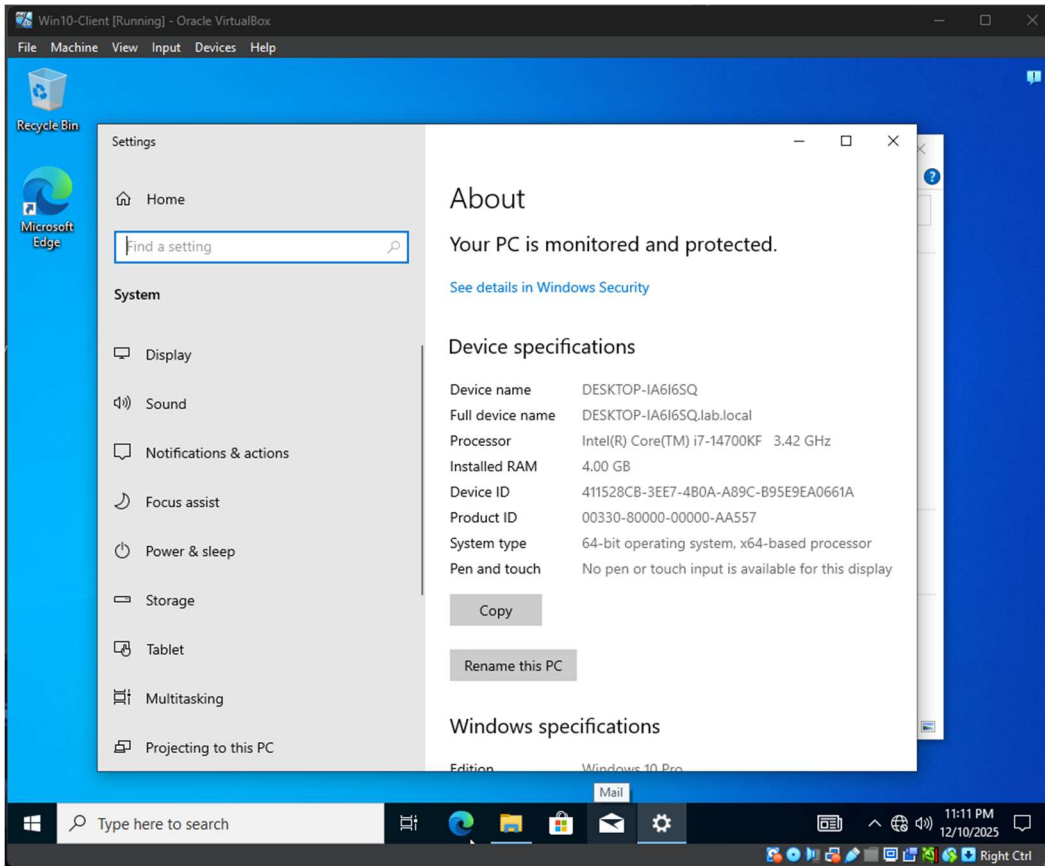 Win10-Client [Running] - Oracle VirtualBox
File Machine View Input Devices Help
Recycle Bin
Microsoft
Edge
Settings
Home
Find a setting
System
Display
Sound
Notifications & actions
Focus assist
Power & sleep
Storage
Tablet
Multitasking
Projecting to this PC
About
Your PC is monitored and protected.
See details in Windows Security
Device specifications
Device name DESKTOP-IA6I6SQ
Full device name DESKTOP-IA6I6SQ.lab.local
Processor Intel(R) Core(TM) i7-14700KF 3.42 GHz
Installed RAM 4.00 GB
Device ID 411528CB-3EE7-4B0A-A89C-B95E9EA0661A
Product ID 00330-80000-00000-AA557
System type 64-bit operating system, x64-based processor
Pen and touch No pen or touch input is available for this display
Copy
Rename this PC
Windows specifications
Edition Windows 10 Pro
Mail
Type here to search
11:11 PM
12/10/2025
Right Ctrl